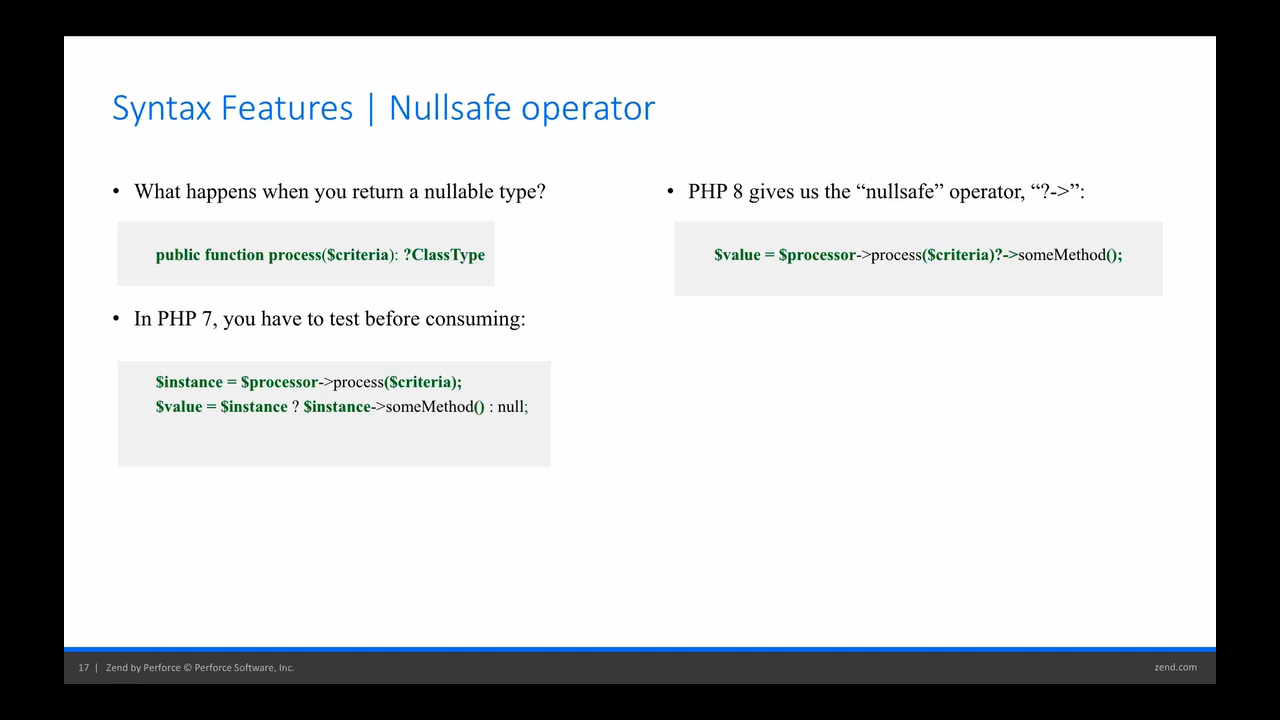 Syntax Features | Nullsafe operator
• What happens when you return a nullable type?
public function process($criteria): ?ClassType
• In PHP 7, you have to test before consuming:
$instance = $processor->process($criteria);
$value = $instance ? $instance->someMethod() : null;
• PHP 8 gives us the “nullsafe” operator, “?->”:
$value = $processor->process($criteria)?->someMethod();
17 | Zend by Perforce © Perforce Software, Inc.
zend.com